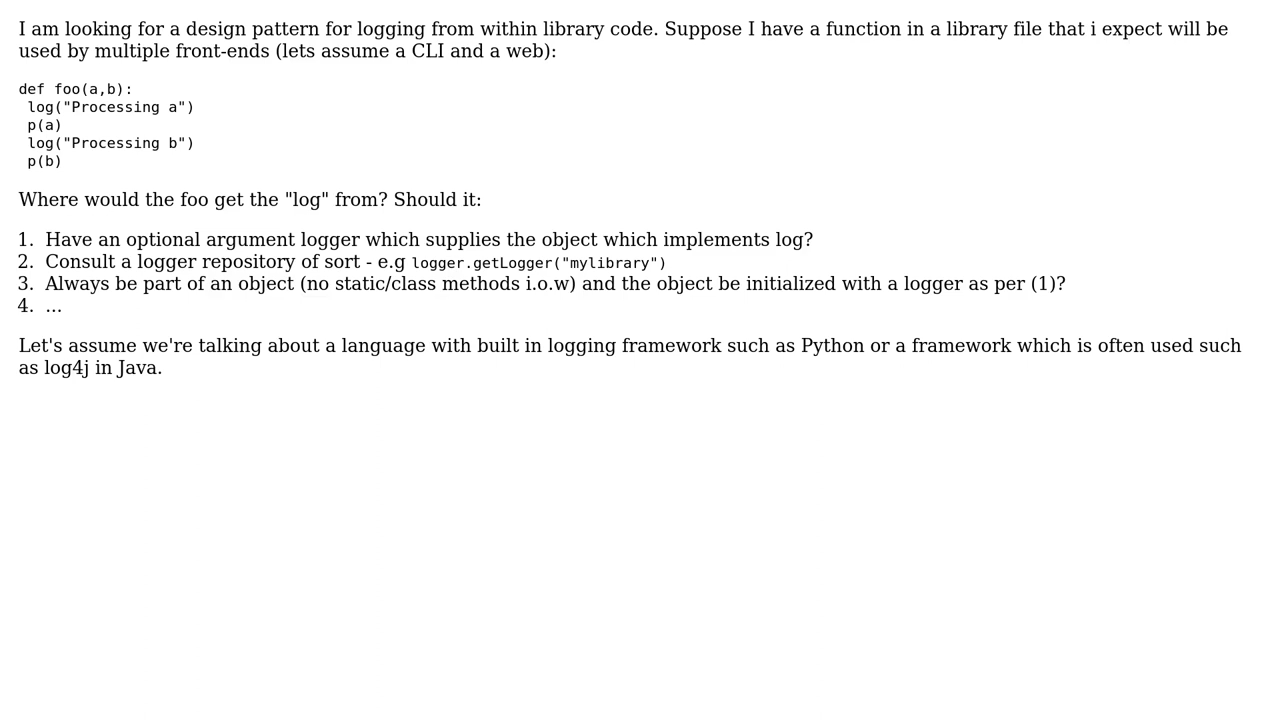 I am looking for a design pattern for logging from within library code. Suppose I have a function in a library file that i expect will be
used by multiple front-ends (lets assume a CLI and a web):
def foo(a,b):
 log("Processing a")
 p(a)
 log("Processing b")
 p(b)
Where would the foo get the "log" from? Should it:
1. Have an optional argument logger which supplies the object which implements log?
2. Consult a logger repository of sort - e.g logger.getLogger("mylibrary")
3. Always be part of an object (no static/class methods i.o.w) and the object be initialized with a logger as per (1)?
4. ...
Let's assume we're talking about a language with built in logging framework such as Python or a framework which is often used such
as log4j in Java.